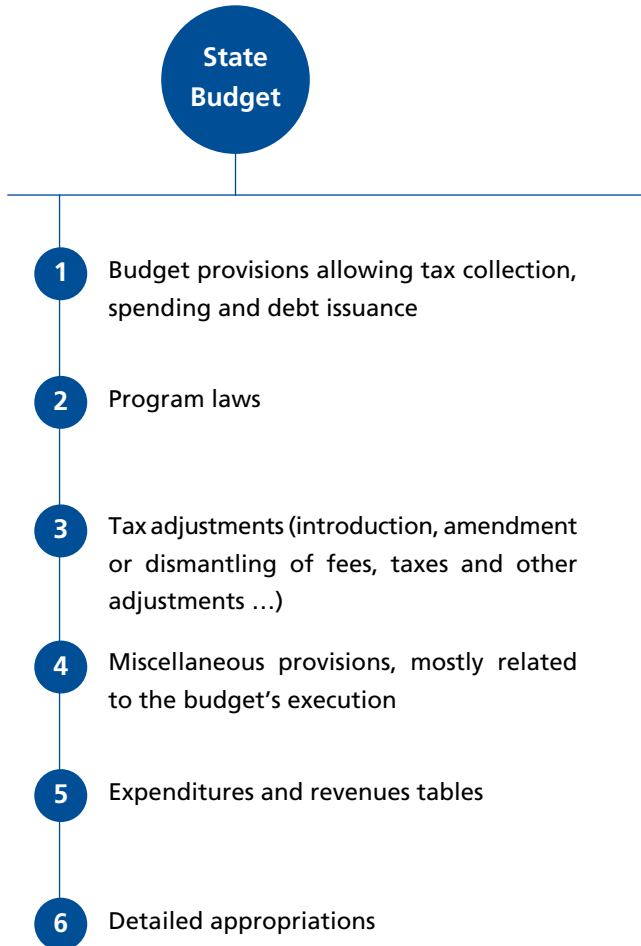 State
Budget
1
Budget provisions allowing tax collection,
spending and debt issuance
2
Program laws
3
Tax adjustments (introduction, amendment
or dismantling of fees, taxes and other
adjustments …)
4
Miscellaneous provisions, mostly related
to the budget’s execution
5
Expenditures and revenues tables
6
Detailed appropriations